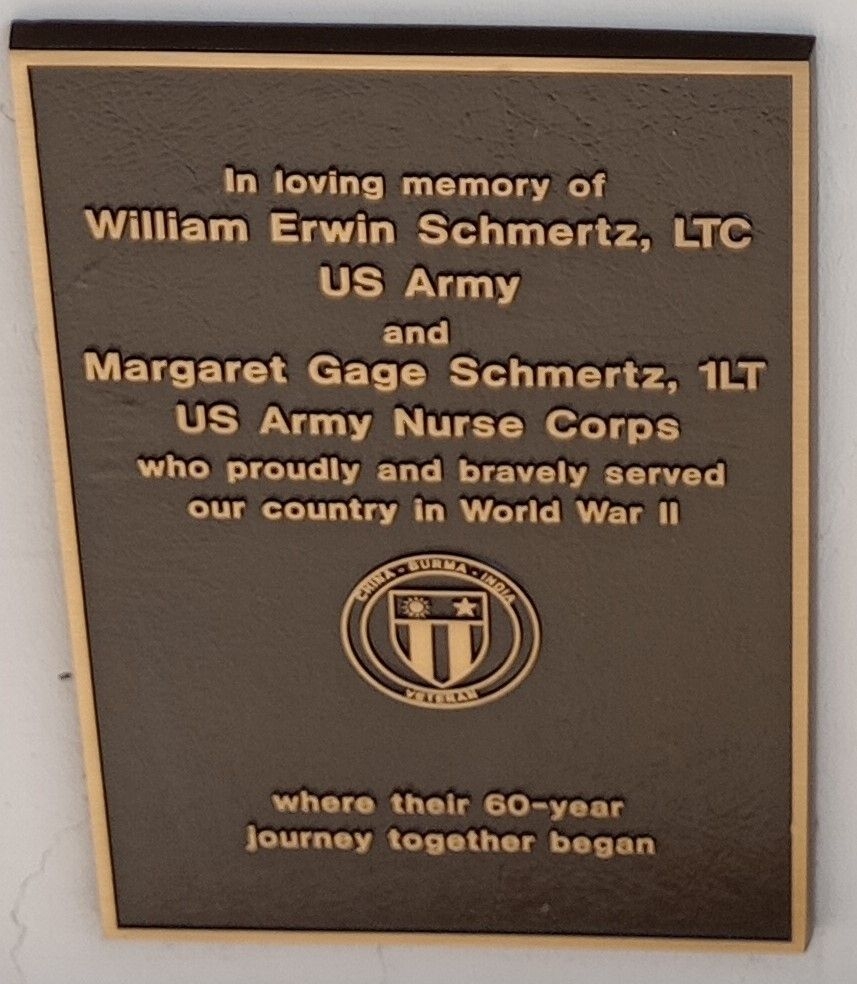 In loving memory of
William Erwin Schmertz, LTC
US Army
and
Margaret Gage Schmertz, 1LT
US Army Nurse Corps
who proudly and bravely served
our country in World War II
CHINA - BURMA - INDIA
VETERAN
where their 60-year
journey together began